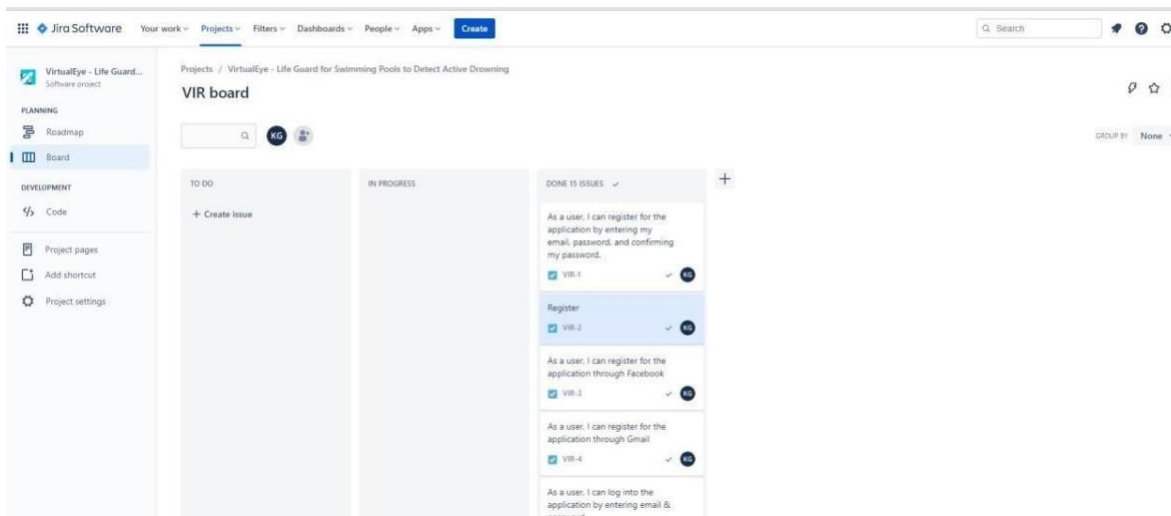 Jira Software
Your work
Projects
Filters
Dashboards
People
Apps
Create
Search
VirtualEye - Life Guard...
Software project
PLANNING
Roadmap
Board
DEVELOPMENT
Code
Project pages
Add shortcut
Project settings
Projects / VirtualEye - Life Guard for Swimming Pools to Detect Active Drowning
VIR board
KG
GROUP BY None
TO DO
+ Create issue
IN PROGRESS
DONE 15 ISSUES
As a user, I can register for the
application by entering my
email, password, and confirming
my password.
VIR-1
KG
Register
VIR-2
KG
As a user, I can register for the
application through Facebook
VIR-3
KG
As a user, I can register for the
application through Gmail
VIR-4
KG
As a user, I can log into the
application by entering email &